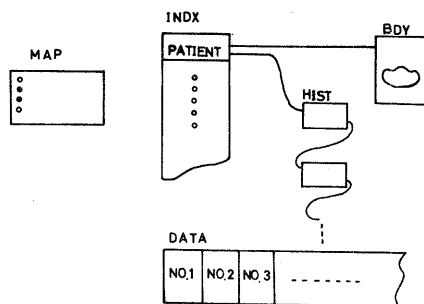 MAP
INDX
PATIENT
BDY
HIST
DATA
NO.1 NO.2 NO.3